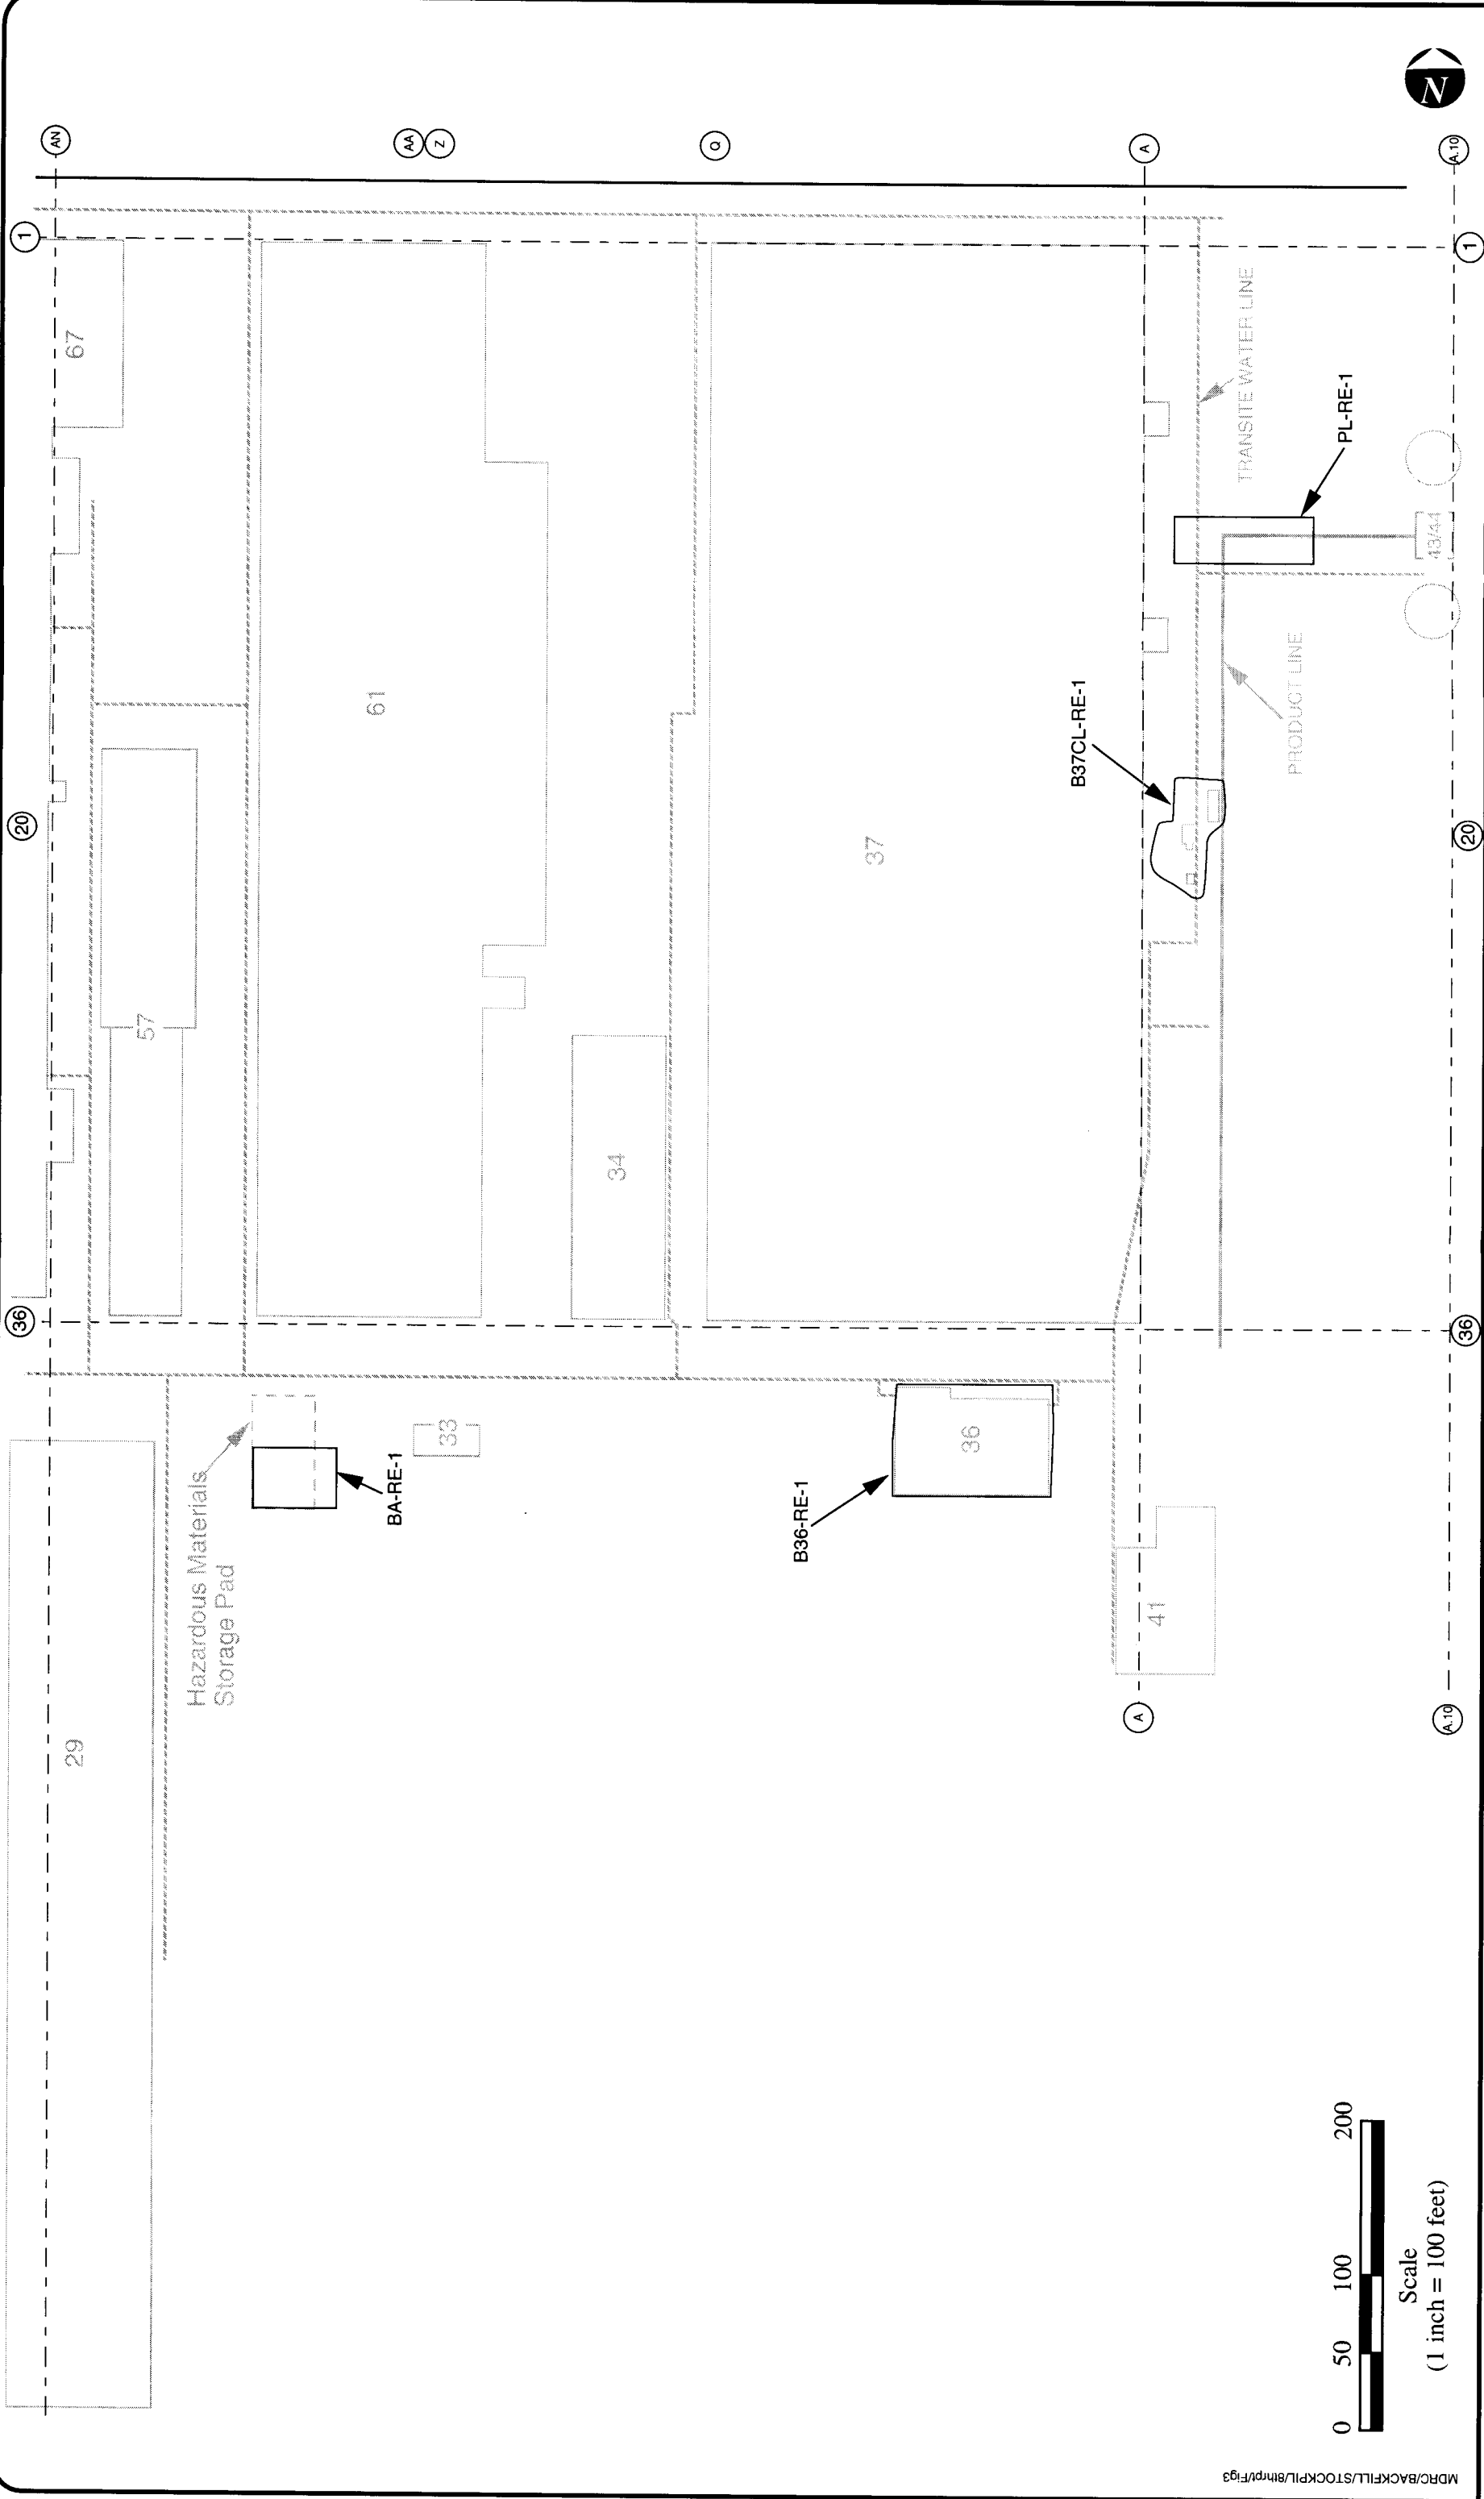 36
20
1
AN
29
67
57
Hazardous Materials
Storage Pad
BA-RE-1
33
61
AA
Z
34
Q
B36-RE-1
36
37
B37CL-RE-1
A
A
41
TRANSITE WATER LINE
PRODUCT LINE
PL-RE-1
43/44
A.10
A.10
36
20
1
N
0 50 100 200
Scale
(1 inch = 100 feet)
MDRC/BACKFILL/STOCKPIL/8thrpt/Fig3